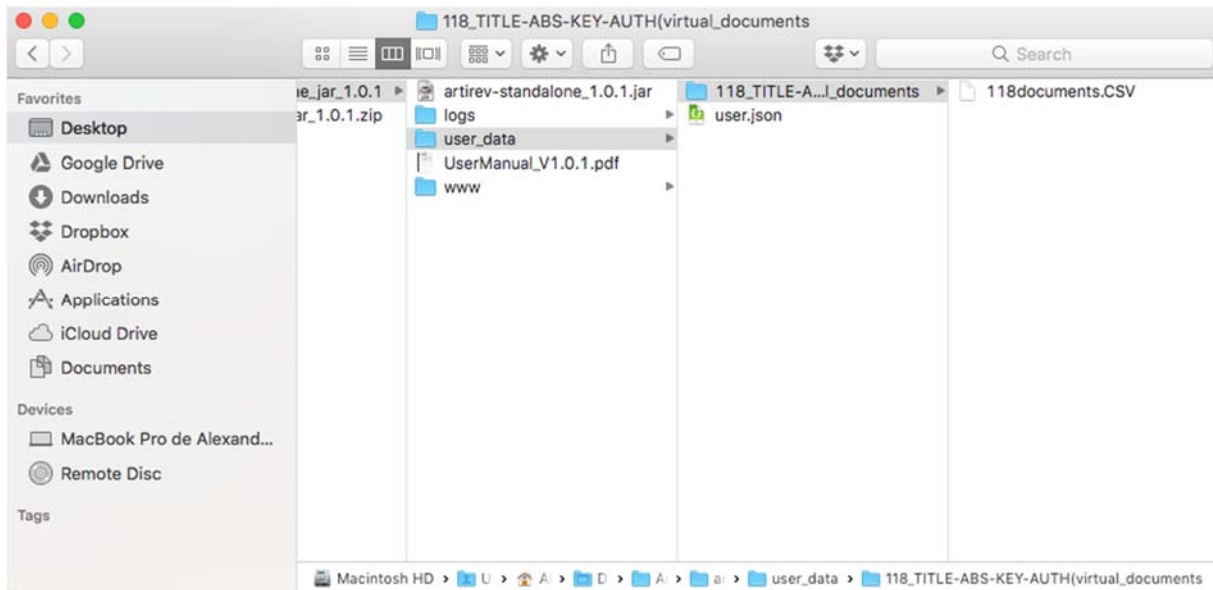 118_TITLE-ABS-KEY-AUTH(virtual_documents
Search
Favorites
Desktop
Google Drive
Downloads
Dropbox
AirDrop
Applications
iCloud Drive
Documents
Devices
MacBook Pro de Alexand...
Remote Disc
Tags
ie_jar_1.0.1
ar_1.0.1.zip
artirev-standalone_1.0.1.jar
logs
user_data
UserManual_V1.0.1.pdf
www
118_TITLE-A...l_documents
user.json
118documents.CSV
Macintosh HD › U › A › D › A › a › user_data › 118_TITLE-ABS-KEY-AUTH(virtual_documents